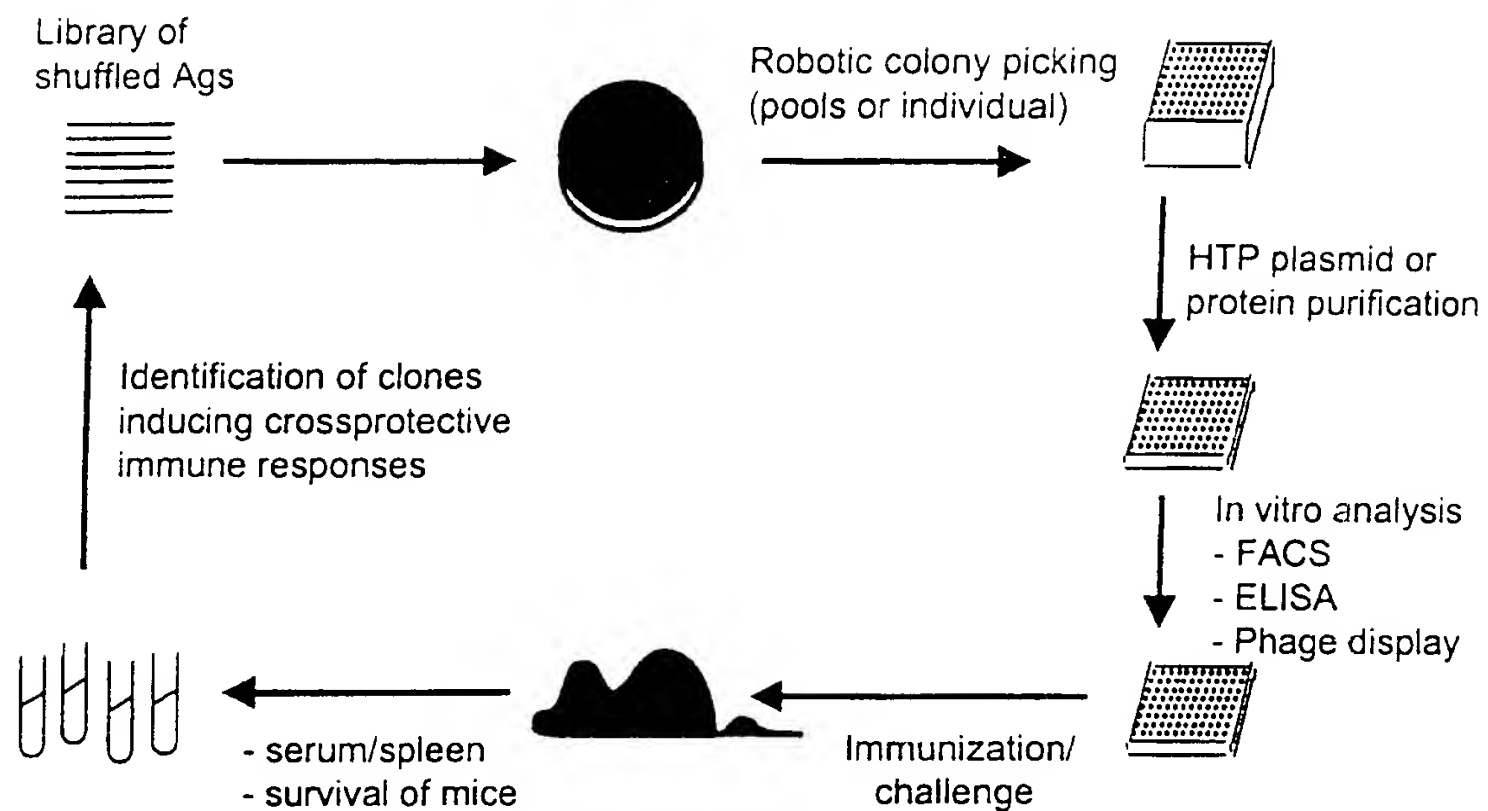 Library of
shuffled Ags
Robotic colony picking
(pools or individual)
HTP plasmid or
protein purification
In vitro analysis
- FACS
- ELISA
- Phage display
Immunization/
challenge
- serum/spleen
- survival of mice
Identification of clones
inducing crossprotective
immune responses